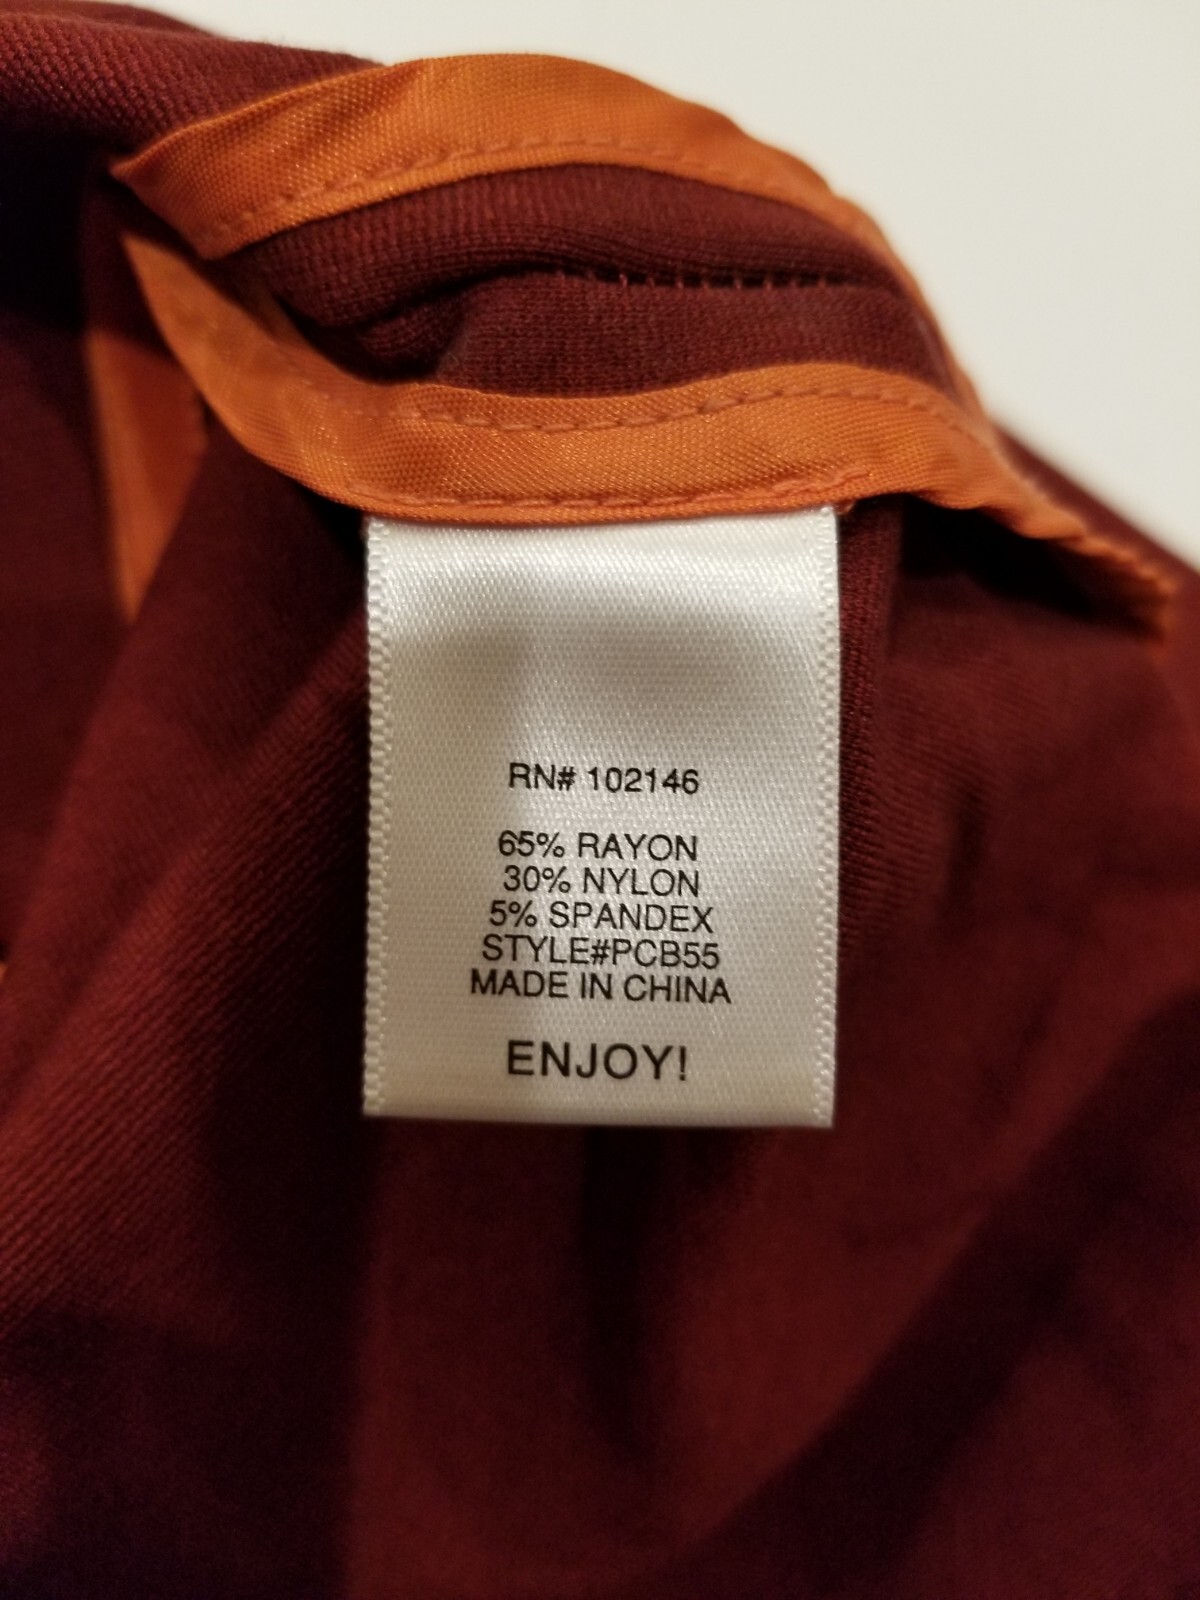 RN# 102146
65% RAYON
30% NYLON
5% SPANDEX
STYLE#PCB55
MADE IN CHINA
ENJOY!